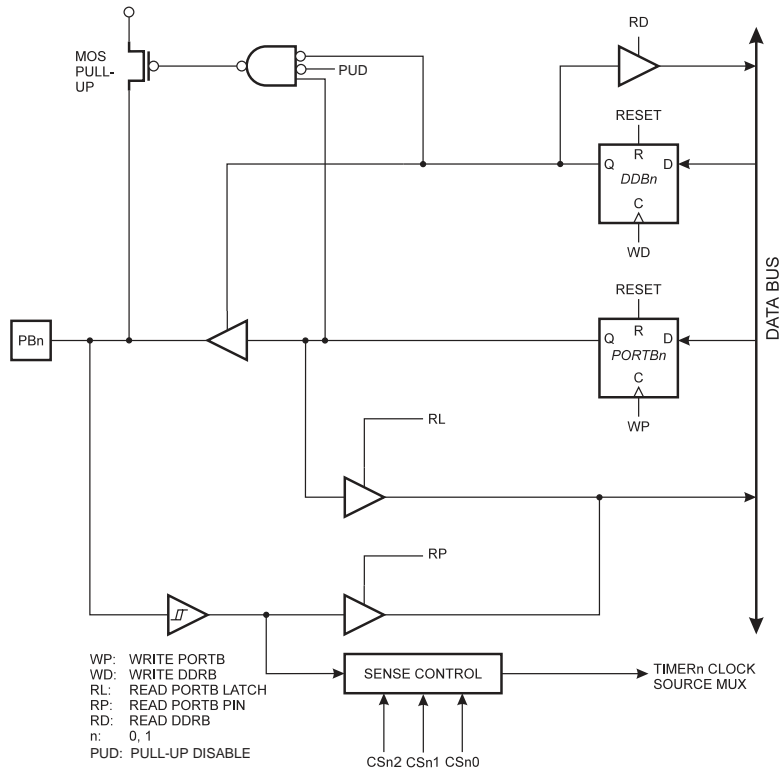 RD
MOS
PULL-
UP
PUD
RESET
R
Q
D
DDBn
C
WD
DATA BUS
RESET
R
PBn
Q
D
PORTBn
C
WP
RL
RP
WP: WRITE PORTB
WD: WRITE DDRB
RL: READ PORTB LATCH
RP: READ PORTB PIN
RD: READ DDRB
n: 0, 1
PUD: PULL-UP DISABLE
SENSE CONTROL
TIMERn CLOCK
SOURCE MUX
CSn2 CSn1 CSn0